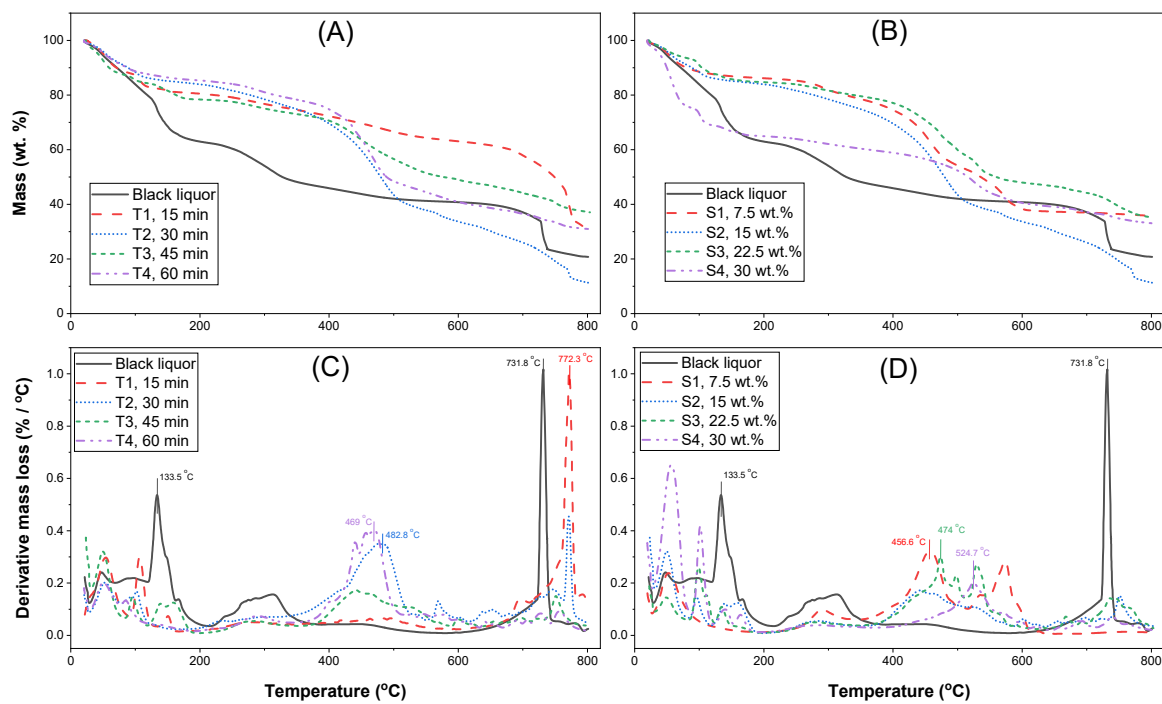 (A)
Mass (wt. %)
100
80
60
40
20
0
Black liquor
T1, 15 min
T2, 30 min
T3, 45 min
T4, 60 min
0 200 400 600 800
(B)
100
80
60
40
20
0
Black liquor
S1, 7.5 wt.%
S2, 15 wt.%
S3, 22.5 wt.%
S4, 30 wt.%
0 200 400 600 800
(C)
Derivative mass loss (% / °C)
1.0
0.8
0.6
0.4
0.2
0.0
Black liquor
T1, 15 min
T2, 30 min
T3, 45 min
T4, 60 min
133.5 °C
469 °C
482.8 °C
731.8 °C
772.3 °C
0 200 400 600 800
Temperature (°C)
(D)
1.0
0.8
0.6
0.4
0.2
0.0
Black liquor
S1, 7.5 wt.%
S2, 15 wt.%
S3, 22.5 wt.%
S4, 30 wt.%
133.5 °C
456.6 °C
474 °C
524.7 °C
731.8 °C
0 200 400 600 800
Temperature (°C)